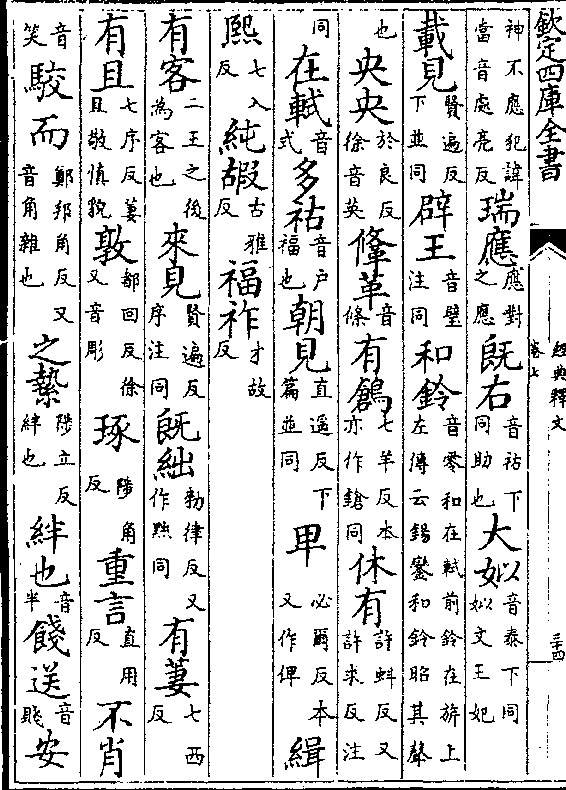 欽定四庫全書
經典釋文
卷七
三十四
神不應犯諱當音處亮反瑞應應對之應既右音祐下同助也大姒音泰下同姒文王妃
載見賢遍反下並同辟王音璧注同和鈴音零和在軾前鈴在旂上左傳云錫鑾和鈴昭其聲
也央央於良反徐音英鞗革音條有鶬七羊反本亦作鎗同休有許蚪反又許求反注
同在軾音式多祜音户福也朝見直遥反下篇並同卑必爾反本又作俾緝
熙七入反純嘏古雅反福祚才故反
有客二王之後為客也來見賢遍反序注同既絀勑律反又作黜同有萋七西反
有且七序反萋且敬慎貌敦都回反徐又音彫琢陟角反重言直用反不肖
音笑駮而鄭邦角反又音角雜也之縶陟立反絆也絆也音半餞送音賤安